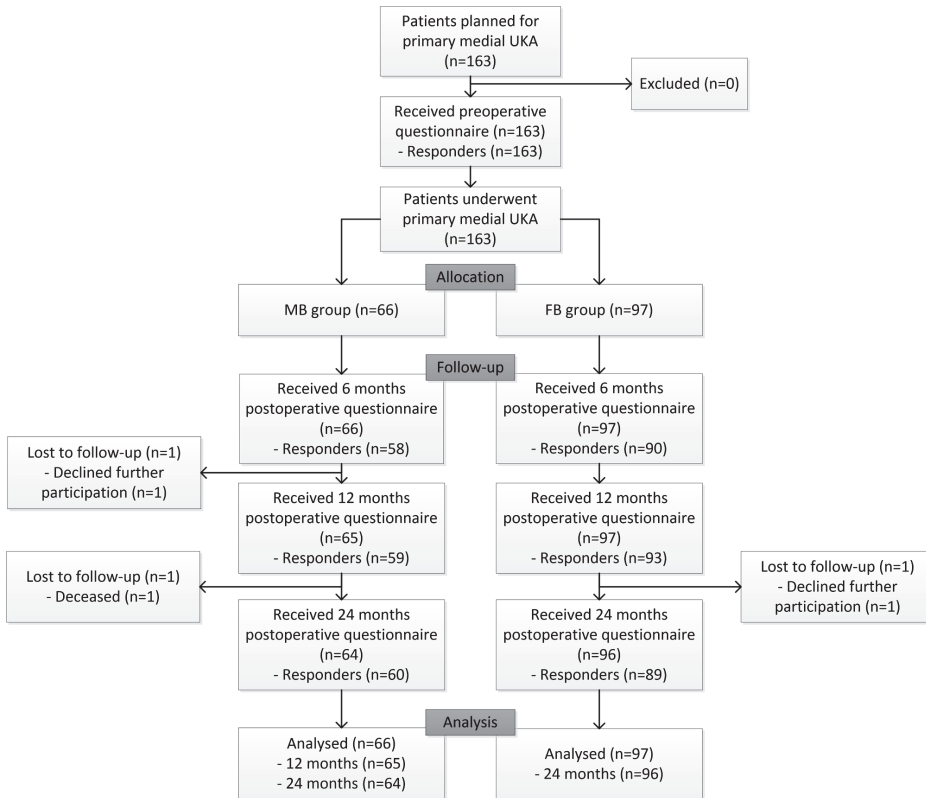 Patients planned for
primary medial UKA
(n=163)
Excluded (n=0)
Received preoperative
questionnaire (n=163)
- Responders (n=163)
Patients underwent
primary medial UKA
(n=163)
Allocation
MB group (n=66)
FB group (n=97)
Follow-up
Received 6 months
postoperative questionnaire
(n=66)
- Responders (n=58)
Received 6 months
postoperative questionnaire
(n=97)
- Responders (n=90)
Lost to follow-up (n=1)
- Declined further
participation (n=1)
Received 12 months
postoperative questionnaire
(n=65)
- Responders (n=59)
Received 12 months
postoperative questionnaire
(n=97)
- Responders (n=93)
Lost to follow-up (n=1)
- Deceased (n=1)
Lost to follow-up (n=1)
- Declined further
participation (n=1)
Received 24 months
postoperative questionnaire
(n=64)
- Responders (n=60)
Received 24 months
postoperative questionnaire
(n=96)
- Responders (n=89)
Analysis
Analysed (n=66)
- 12 months (n=65)
- 24 months (n=64)
Analysed (n=97)
- 24 months (n=96)